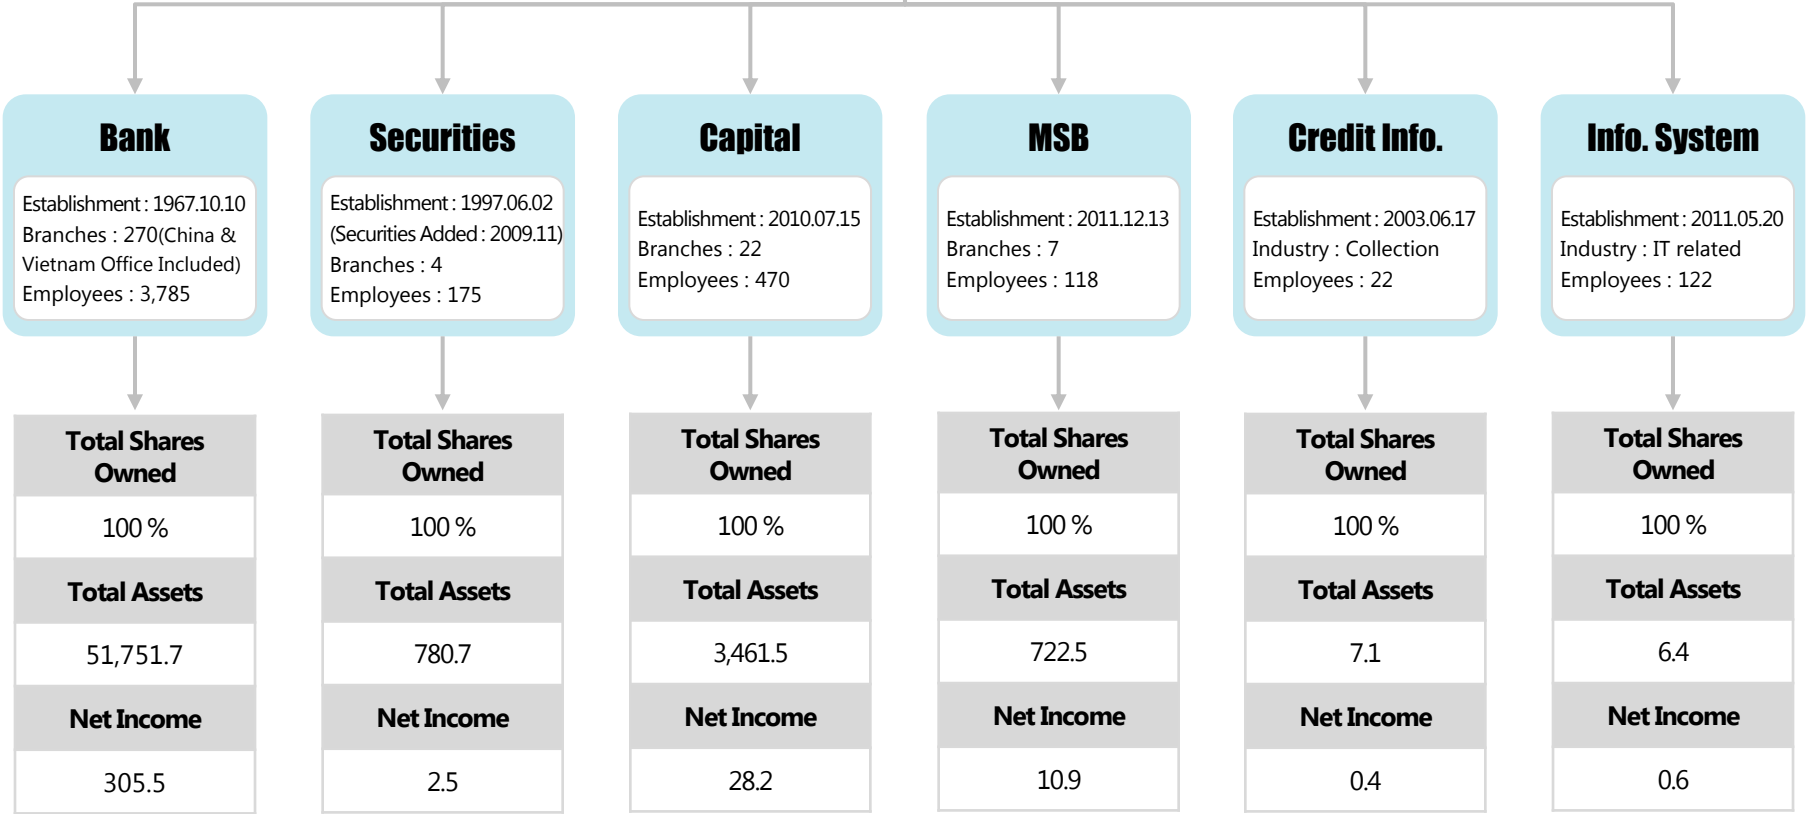 Bank
Establishment : 1967.10.10
Branches : 270(China &
Vietnam Office Included)
Employees : 3,785
Securities
Establishment : 1997.06.02
(Securities Added : 2009.11)
Branches : 4
Employees : 175
Capital
Establishment : 2010.07.15
Branches : 22
Employees : 470
MSB
Establishment : 2011.12.13
Branches : 7
Employees : 118
Credit Info.
Establishment : 2003.06.17
Industry : Collection
Employees : 22
Info. System
Establishment : 2011.05.20
Industry : IT related
Employees : 122
Total Shares
Owned
100 %
Total Assets
51,751.7
Net Income
305.5
Total Shares
Owned
100 %
Total Assets
780.7
Net Income
2.5
Total Shares
Owned
100 %
Total Assets
3,461.5
Net Income
28.2
Total Shares
Owned
100 %
Total Assets
722.5
Net Income
10.9
Total Shares
Owned
100 %
Total Assets
7.1
Net Income
0.4
Total Shares
Owned
100 %
Total Assets
6.4
Net Income
0.6